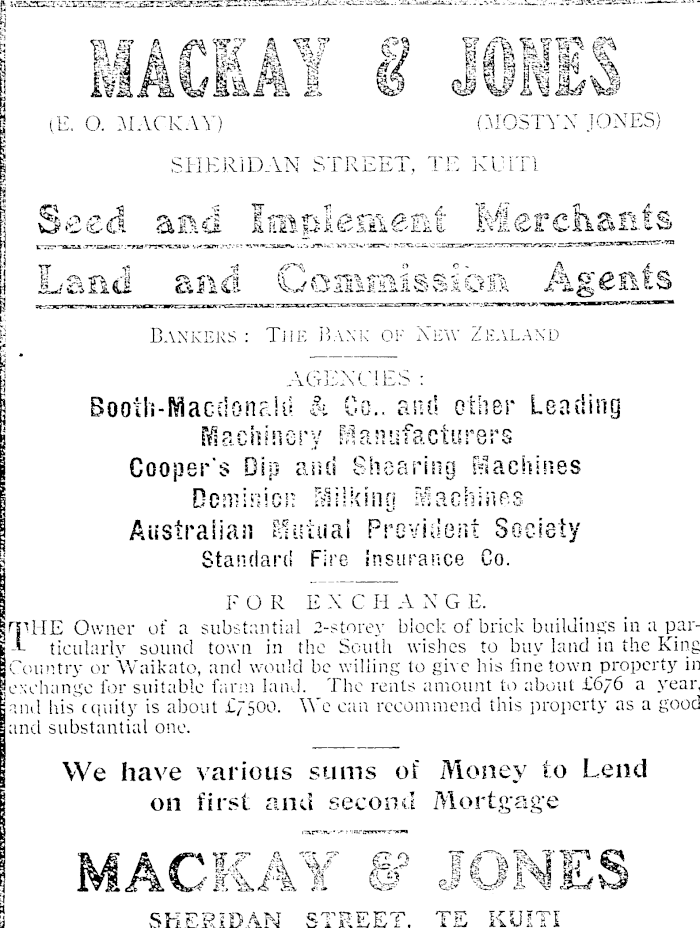 MACKAY & JONES
(E. O. MACKAY) (MOSTYN JONES)
SHERIDAN STREET, TE KUITI
Seed and Implement Merchants
Land and Commission Agents
BANKERS: THE BANK OF NEW ZEALAND
AGENCIES:
Booth-Macdonald & Co., and other Leading
Machinery Manufacturers
Cooper's Dip and Shearing Machines
Dominion Milking Machines
Australian Mutual Provident Society
Standard Fire Insurance Co.
FOR EXCHANGE.
THE Owner of a substantial 2-storey block of brick buildings in a par-
ticularly sound town in the South wishes to buy land in the King
Country or Waikato, and would be willing to give his fine town property in
exchange for suitable farm land. The rents amount to about £676 a year,
and his equity is about £7500. We can recommend this property as a good
and substantial one.
We have various sums of Money to Lend
on first and second Mortgage
MACKAY & JONES
SHERIDAN STREET, TE KUITI